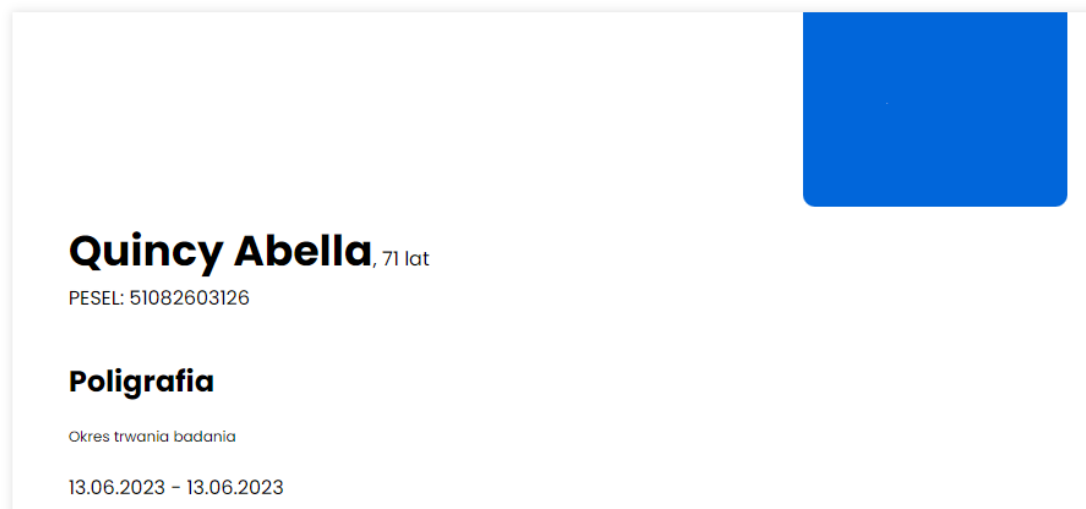 Quincy Abella, 71 lat
PESEL: 51082603126
Poligrafia
Okres trwania badania
13.06.2023 - 13.06.2023